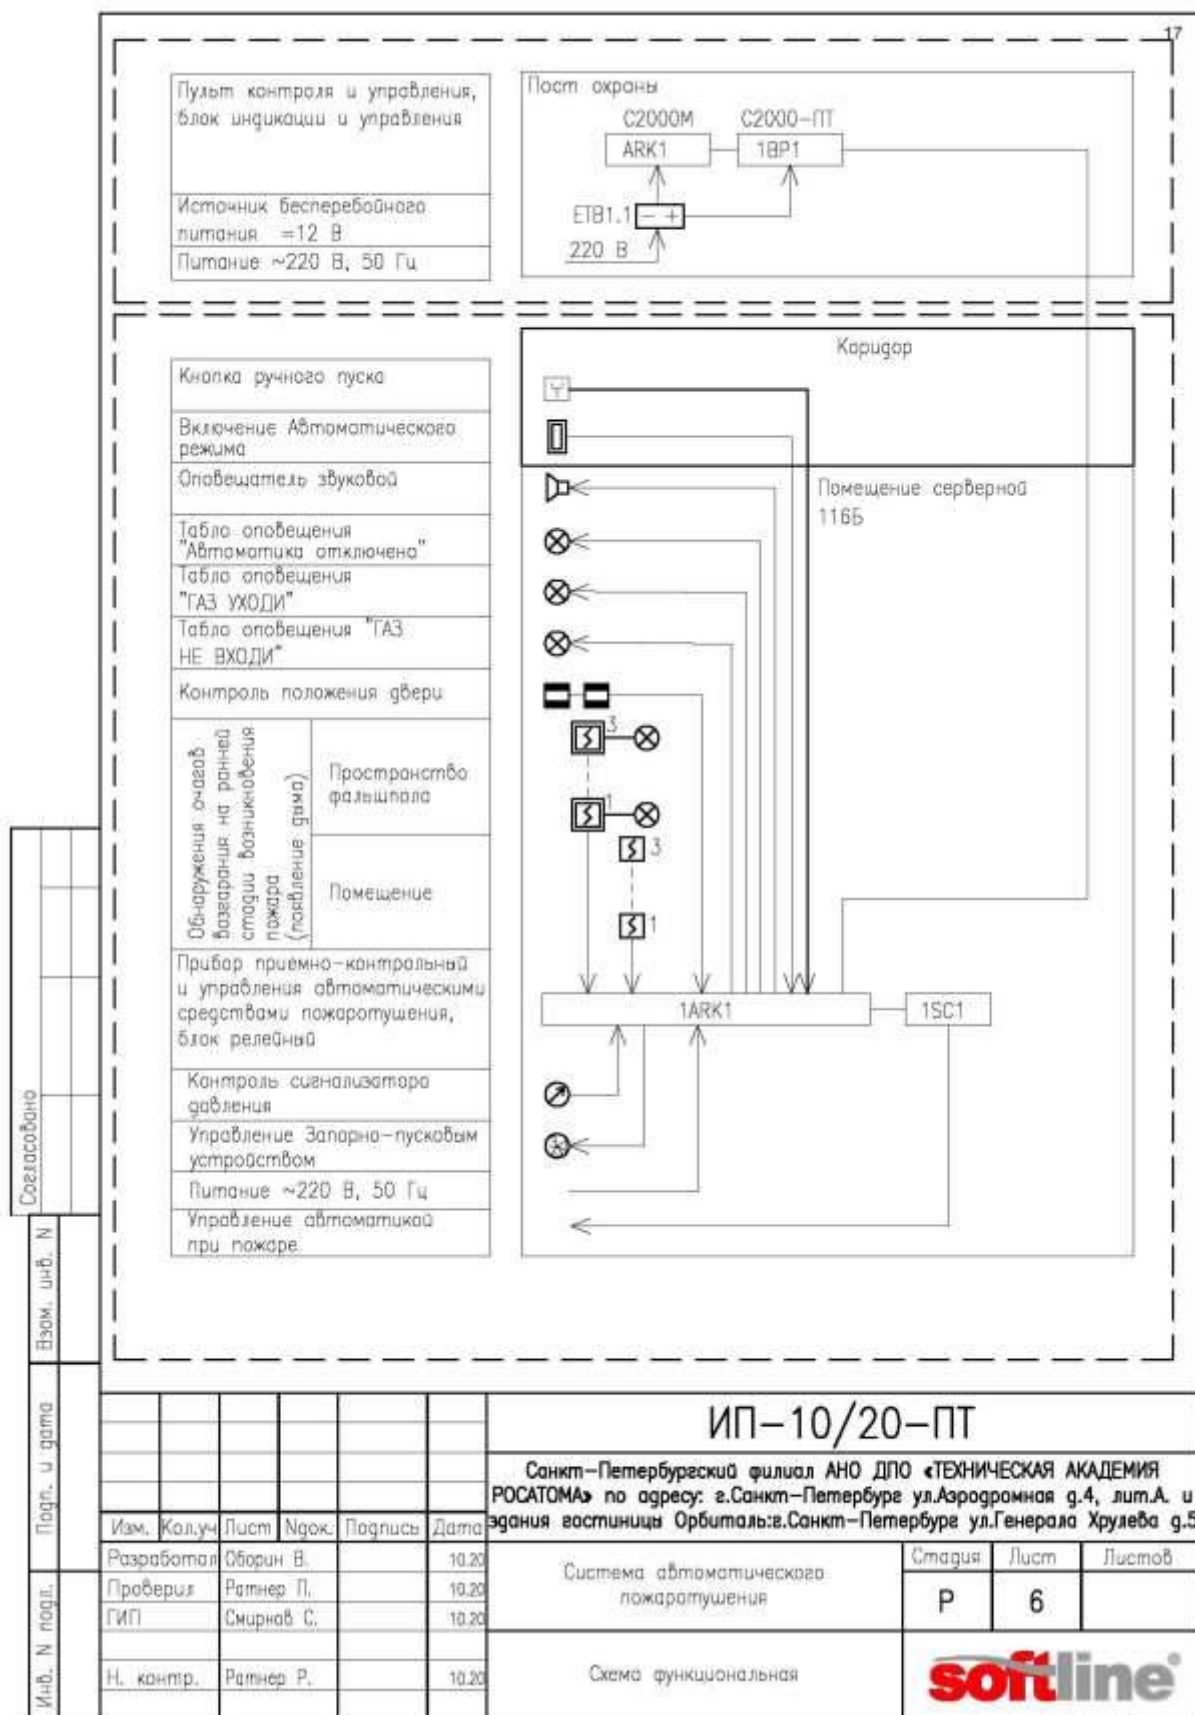 17
Пульт контроля и управления,
блок индикации и управления
Источник бесперебойного
питания =12 В
Питание ~220 В, 50 Гц
Пост охраны
С2000М
С2000-ПТ
ARK1
1BP1
ETB1.1
- +
220 В
Коридор
Кнопка ручного пуска
Включение Автоматического
режима
Оповещатель звуковой
Табло оповещения
"Автоматика отключена"
Табло оповещения
"ГАЗ УХОДИ"
Табло оповещения "ГАЗ
НЕ ВХОДИ"
Контроль положения двери
Обнаружения очагов
возгарания на ранней
стадии возникновения
пожара
(появление дыма)
Пространство
фальшпола
Помещение
Прибор приемно-контрольный
и управления автоматическими
средствами пожаротушения,
блок релейный
Контроль сигнализатора
давления
Управление Запорно-пусковым
устройством
Питание ~220 В, 50 Гц
Управление автоматикой
при пожаре
Помещение серверной
116Б
3
1
3
1
1ARK1
1SC1
Согласовано
Взам. инв. N
Подп. и дата
Инв. N подл.
ИП-10/20-ПТ
Санкт-Петербургский филиал АНО ДПО «ТЕХНИЧЕСКАЯ АКАДЕМИЯ
РОСАТОМА» по адресу: г.Санкт-Петербург ул.Аэродромная д.4, лит.А. и
здания гостиницы Орбиталь:г.Санкт-Петербург ул.Генерала Хрулева д.5
Изм. Кол.уч Лист Nдок. Подпись Дата
Разработал Оборин В. 10.20
Проверил Ратнер П. 10.20
ГИП Смирнов С. 10.20
Н. контр. Ратнер Р. 10.20
Система автоматического
пожаротушения
Стадия Лист Листов
Р 6
Схема функциональная
softline®